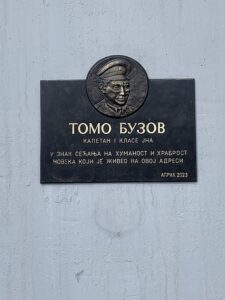 ТОМО БУЗОВ
КАПЕТАН I КЛАСЕ ЈНА
У ЗНАК СЕЋАЊА НА ХУМАНОСТ И ХРАБРОСТ
ЧОВЕКА КОЈИ ЈЕ ЖИВЕО НА ОВОЈ АДРЕСИ
АПРИЛ 2023